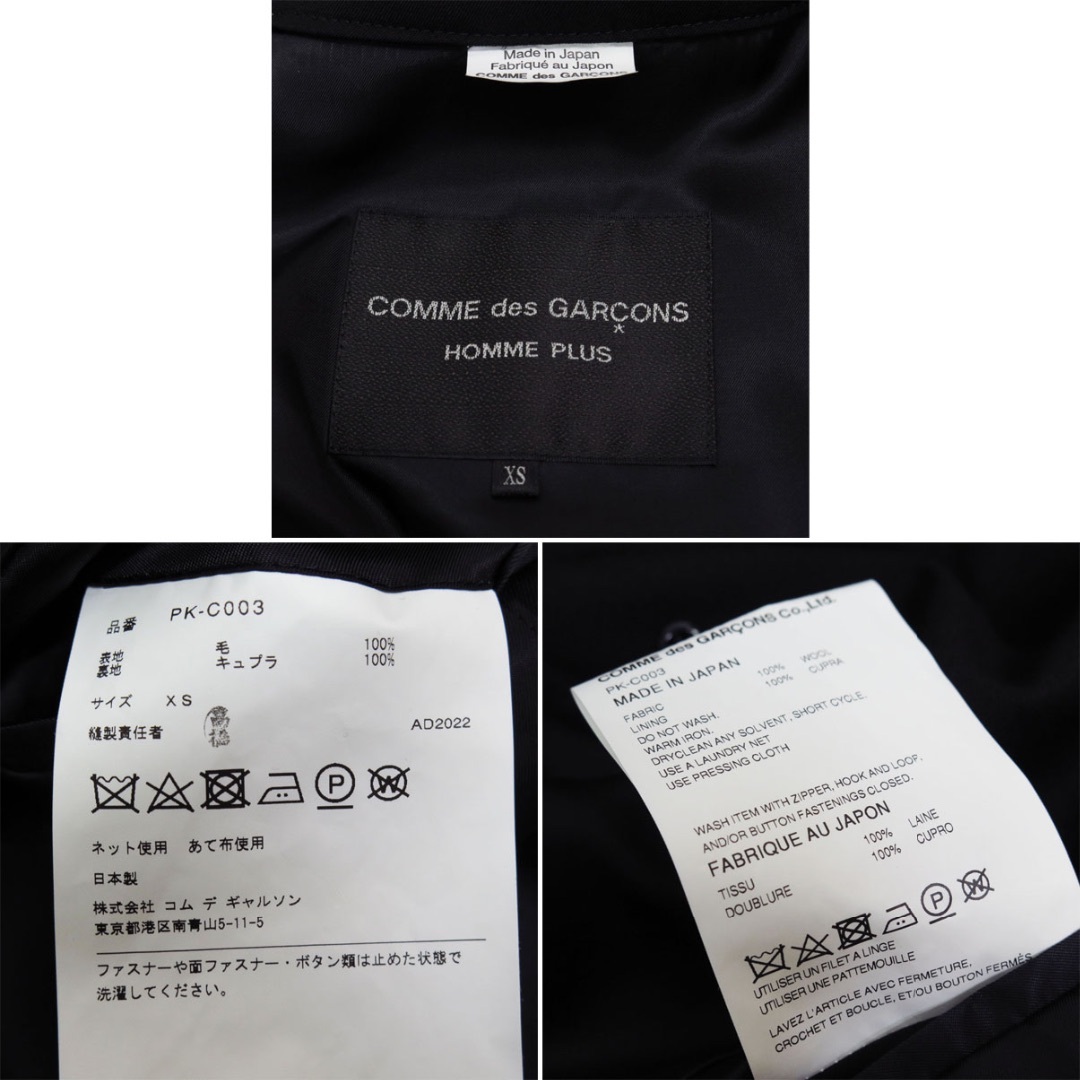 Made in Japan
Fabriqué au Japon
COMME des GARÇONS
COMME des GARÇONS
*
HOMME PLUS
XS
品番 PK-C003
表地 毛 100%
裏地 キュプラ 100%
サイズ XS
縫製責任者 AD2022
P
W
ネット使用 あて布使用
日本製
株式会社 コム デ ギャルソン
東京都港区南青山5-11-5
ファスナーや面ファスナー・ボタン類は止めた状態で
洗濯してください。
COMME des GARÇONS Co.,Ltd.
PK-C003
MADE IN JAPAN
FABRIC 100% WOOL
LINING 100% CUPRA
DO NOT WASH.
WARM IRON.
DRYCLEAN ANY SOLVENT, SHORT CYCLE.
USE A LAUNDRY NET
USE PRESSING CLOTH
WASH ITEM WITH ZIPPER, HOOK AND LOOP,
AND/OR BUTTON FASTENINGS CLOSED.
FABRIQUE AU JAPON
TISSU 100% LAINE
DOUBLURE 100% CUPRO
P
W
UTILISER UN FILET A LINGE
UTILISER UNE PATTEMOUILLE
LAVEZ L'ARTICLE AVEC FERMETURE,
CROCHET ET BOUCLE, ET/OU BOUTON FERMÉS.